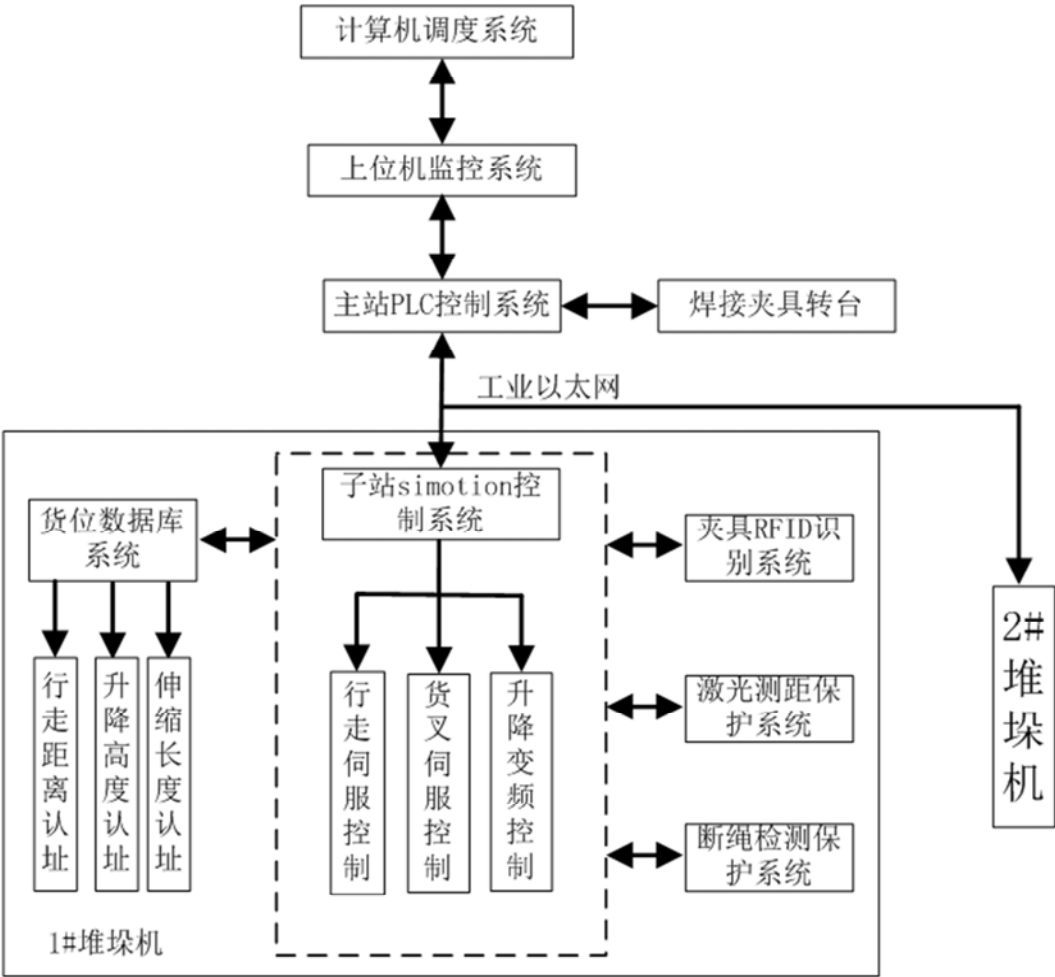 计算机调度系统
上位机监控系统
主站PLC控制系统
焊接夹具转台
工业以太网
子站simotion控
制系统
货位数据库
系统
夹具RFID识
别系统
2#堆垛机
行走距离认址
升降高度认址
伸缩长度认址
行走伺服控制
货叉伺服控制
升降变频控制
激光测距保
护系统
断绳检测保
护系统
1#堆垛机